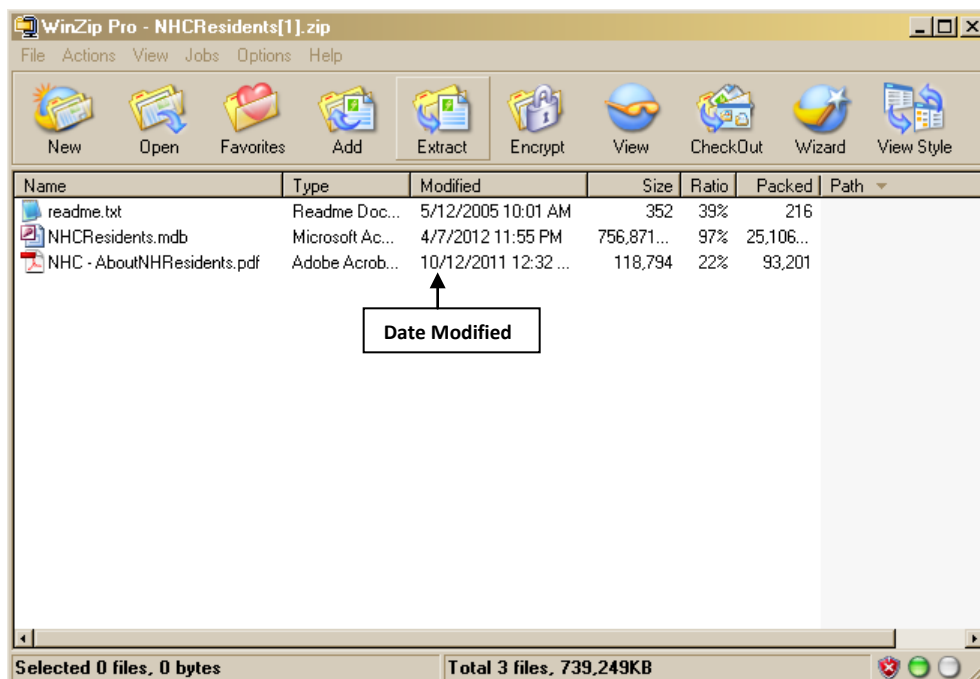 WinZip Pro - NHCResidents[1].zip
File Actions View Jobs Options Help
New Open Favorites Add Extract Encrypt View CheckOut Wizard View Style
Name Type Modified Size Ratio Packed Path
readme.txt Readme Doc... 5/12/2005 10:01 AM 352 39% 216
NHCResidents.mdb Microsoft Ac... 4/7/2012 11:55 PM 756,871... 97% 25,106...
NHC - AboutNHResidents.pdf Adobe Acrob... 10/12/2011 12:32 ... 118,794 22% 93,201
Date Modified
Selected 0 files, 0 bytes Total 3 files, 739,249KB